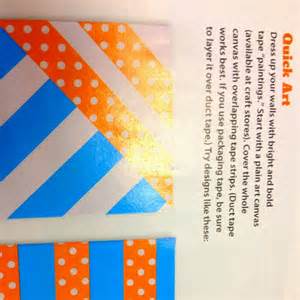 Quick Art
Dress up your walls with bright and bold
tape "paintings." Start with a plain art canvas
(available at craft stores). Cover the whole
canvas with overlapping tape strips. (Duct tape
works best. If you use packaging tape, be sure
to layer it over duct tape.) Try designs like these: